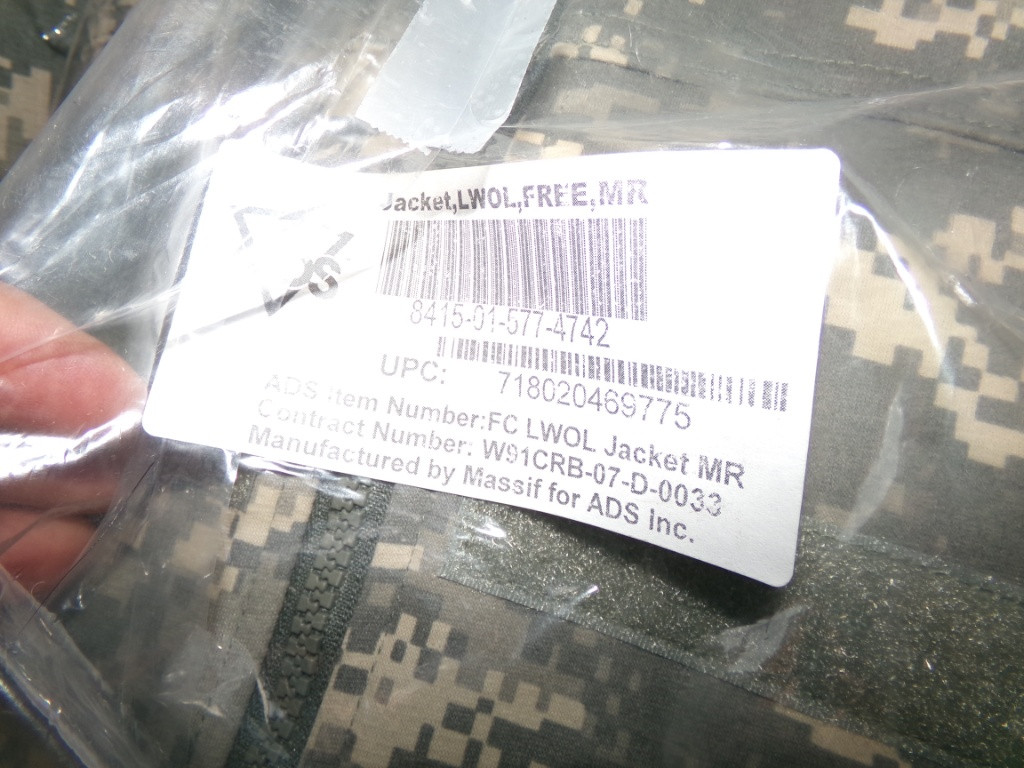 Jacket,LWOL,FREE,MR
8415-01-577-4742
UPC: 718020469775
ADS Item Number:FC LWOL Jacket MR
Contract Number: W91CRB-07-D-0033
Manufactured by Massif for ADS inc.